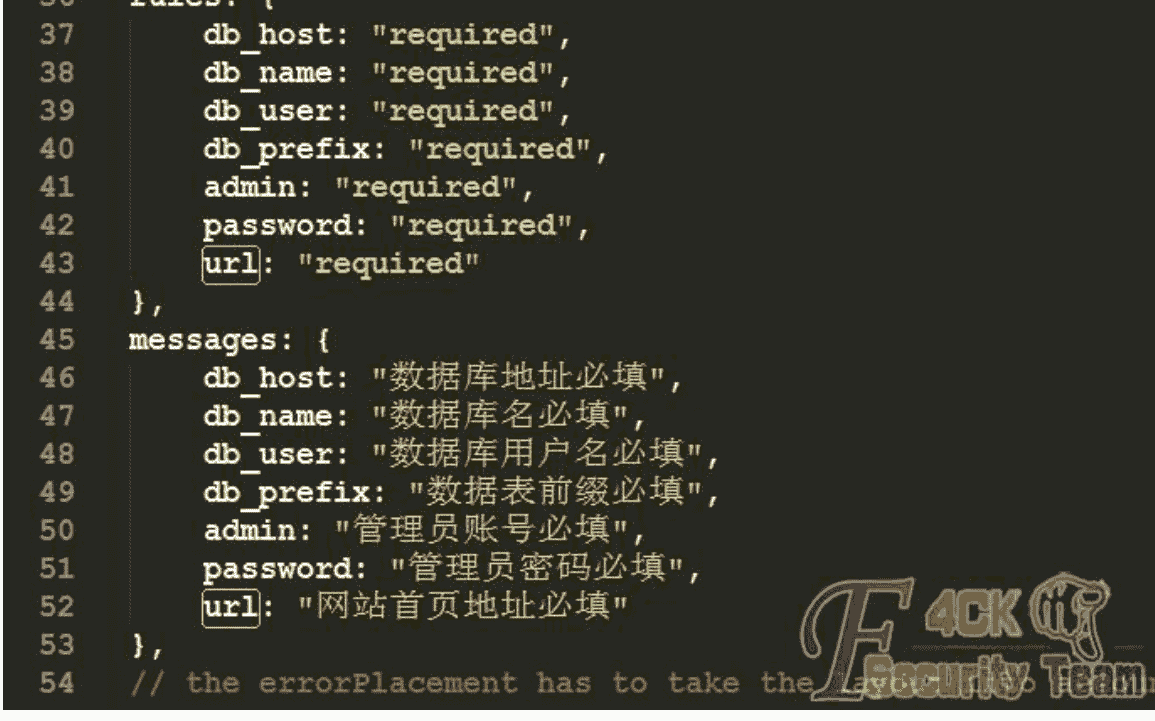 36 rules: {
37 db_host: "required",
38 db_name: "required",
39 db_user: "required",
40 db_prefix: "required",
41 admin: "required",
42 password: "required",
43 url: "required"
44 },
45 messages: {
46 db_host: "数据库地址必填",
47 db_name: "数据库名必填",
48 db_user: "数据库用户名必填",
49 db_prefix: "数据表前缀必填",
50 admin: "管理员账号必填",
51 password: "管理员密码必填",
52 url: "网站首页地址必填"
53 },
54 // the errorPlacement has to take the
F4CK
Security Team